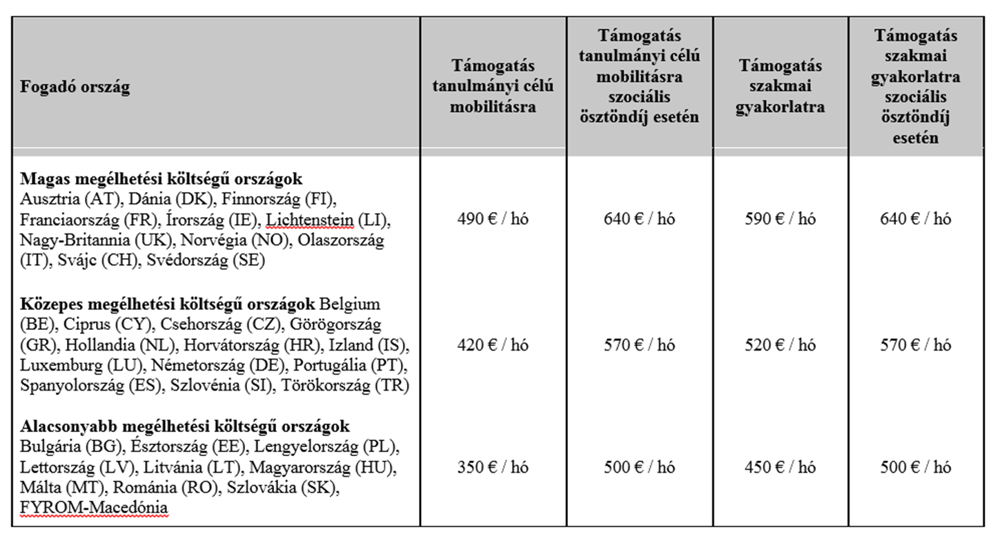 Fogadó ország
Támogatás
tanulmányi célú
mobilitásra
Támogatás
tanulmányi célú
mobilitásra
szociális
ösztöndíj esetén
Támogatás
szakmai
gyakorlatra
Támogatás
szakmai
gyakorlatra
szociális
ösztöndíj
esetén
Magas megélhetési költségű országok
Ausztria (AT), Dánia (DK), Finnország (FI),
Franciaország (FR), Írország (IE), Lichtenstein (LI),
Nagy-Britannia (UK), Norvégia (NO), Olaszország
(IT), Svájc (CH), Svédország (SE)
490 € / hó
640 € / hó
590 € / hó
640 € / hó
Közepes megélhetési költségű országok Belgium
(BE), Ciprus (CY), Csehország (CZ), Görögország
(GR), Hollandia (NL), Horvátország (HR), Izland (IS),
Luxemburg (LU), Németország (DE), Portugália (PT),
Spanyolország (ES), Szlovénia (SI), Törökország (TR)
420 € / hó
570 € / hó
520 € / hó
570 € / hó
Alacsonyabb megélhetési költségű országok
Bulgária (BG), Észtország (EE), Lengyelország (PL),
Lettország (LV), Litvánia (LT), Magyarország (HU),
Málta (MT), Románia (RO), Szlovákia (SK),
FYROM-Macedónia
350 € / hó
500 € / hó
450 € / hó
500 € / hó